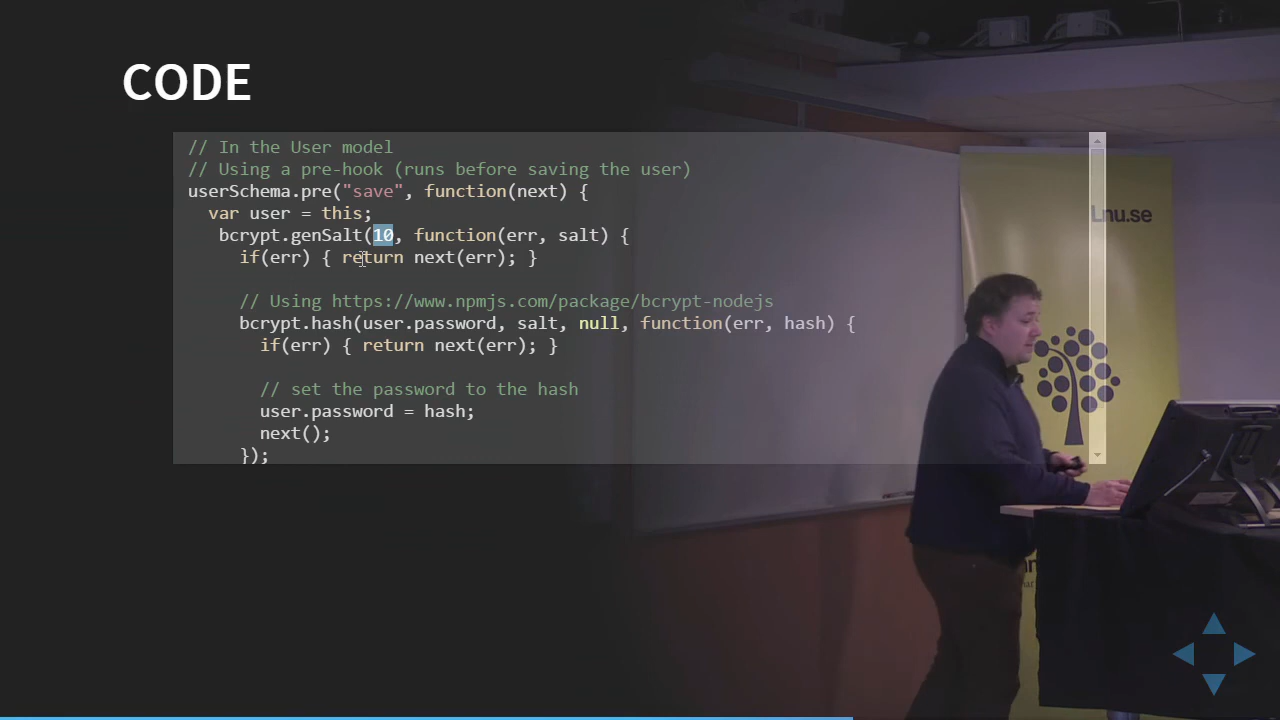 CODE
// In the User model
// Using a pre-hook (runs before saving the user)
userSchema.pre("save", function(next) {
  var user = this;
   bcrypt.genSalt(10, function(err, salt) {
     if(err) { return next(err); }
     // Using https://www.npmjs.com/package/bcrypt-nodejs
     bcrypt.hash(user.password, salt, null, function(err, hash) {
       if(err) { return next(err); }
       // set the password to the hash
       user.password = hash;
       next();
     });
Lnu.se